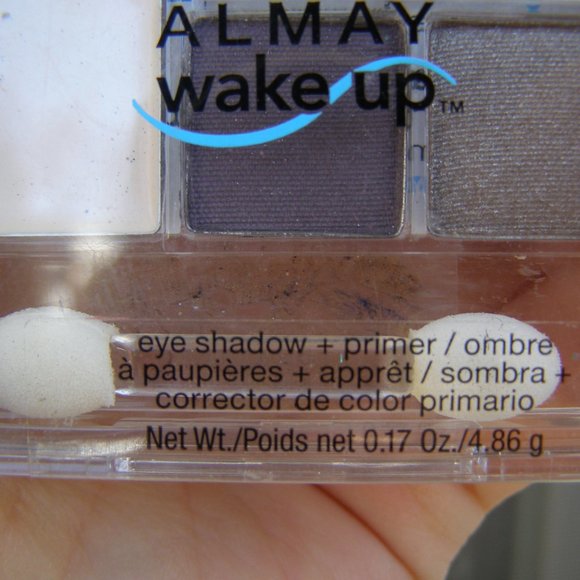 ALMAY
wake up™
eye shadow + primer / ombre
à paupières + apprêt / sombra +
corrector de color primario
Net Wt./Poids net 0.17 Oz./4.86 g